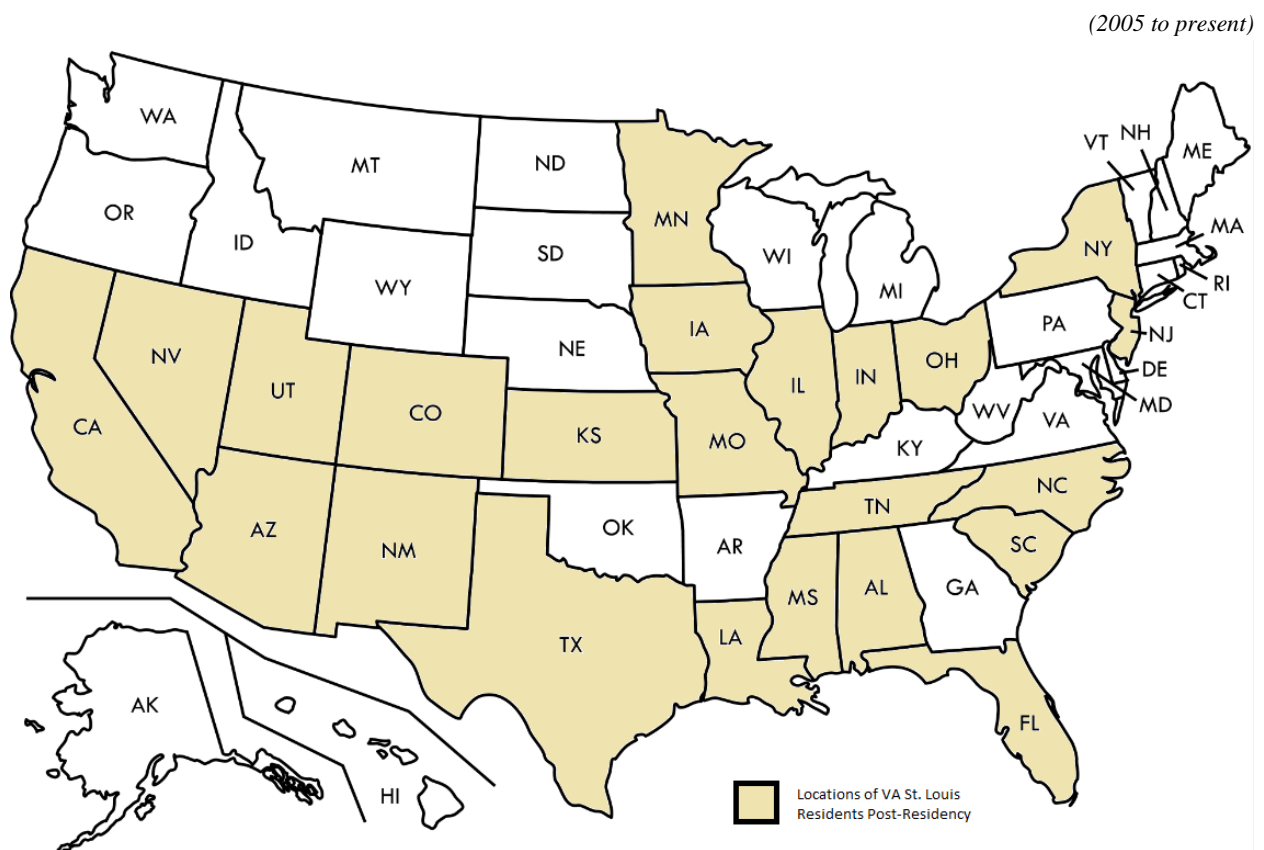 (2005 to present)
WA
MT
ND
MN
VT
NH
ME
OR
ID
SD
WI
MI
NY
MA
WY
RI
CT
NV
NE
IA
PA
NJ
UT
CO
IL
IN
OH
DE
MD
CA
KS
MO
KY
WV
VA
AZ
NM
OK
AR
TN
NC
SC
TX
LA
MS
AL
GA
AK
HI
FL
Locations of VA St. Louis
Residents Post-Residency